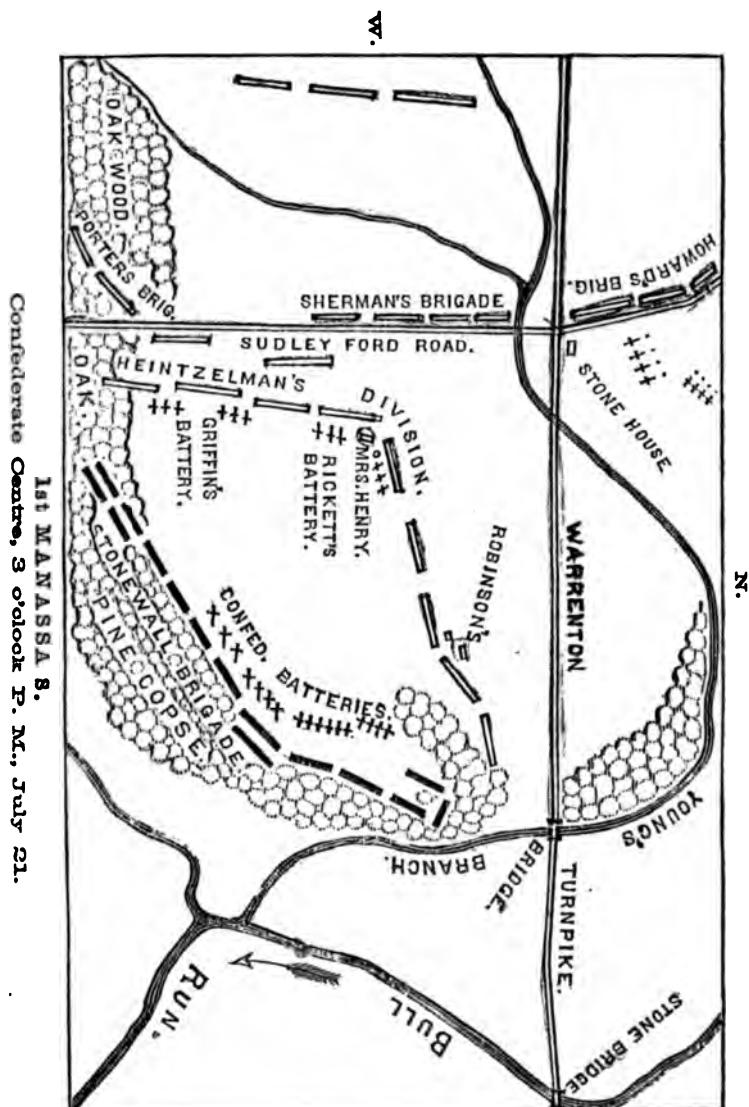 W.
N.
OAK WOOD.
PORTERS BRIG.
SHERMAN'S BRIGADE
HOWARD'S BRIG.
SUDLEY FORD ROAD.
STONE HOUSE
OAK.
HEINTZELMAN'S
DIVISION.
GRIFFIN'S
BATTERY.
RICKETT'S
BATTERY.
MRS. HENRY.
ROBINSON'S
WARRENTON
TURNPIKE.
CONFED. BATTERIES.
STONEWALL BRIGADE
PINE COPSE.
YOUNG'S
BRANCH.
BRIDGE.
STONE BRIDGE
BULL
RUN.
1st MANASSAS.
Confederate Centre, 3 o'clock P. M., July 21.